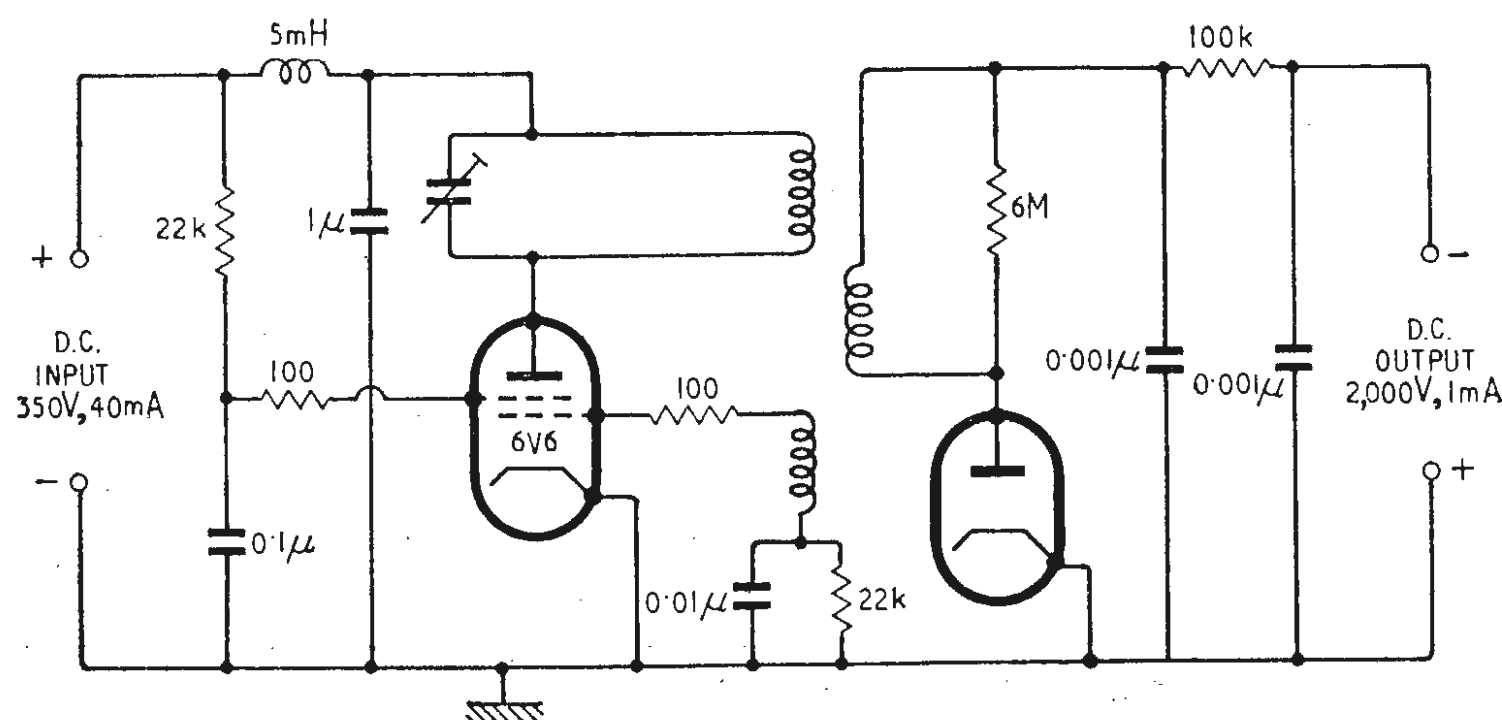 5mH
100k
22k
1μ
6M
+
-
D.C.
INPUT
350V, 40mA
-
+
D.C.
OUTPUT
2,000V, 1mA
100
100
0·001μ
0·001μ
6V6
0·1μ
0·01μ
22k